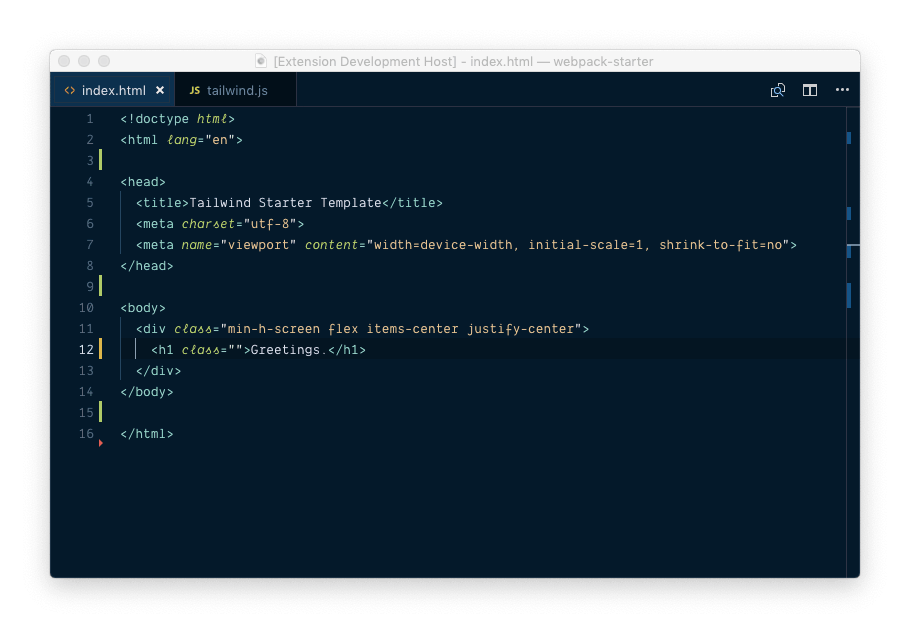 [Extension Development Host] - index.html — webpack-starter
<> index.html ×
JS tailwind.js
1 <!doctype html>
2 <html lang="en">
3
4 <head>
5 <title>Tailwind Starter Template</title>
6 <meta charset="utf-8">
7 <meta name="viewport" content="width=device-width, initial-scale=1, shrink-to-fit=no">
8 </head>
9
10 <body>
11 <div class="min-h-screen flex items-center justify-center">
12 <h1 class="">Greetings.</h1>
13 </div>
14 </body>
15
16 </html>